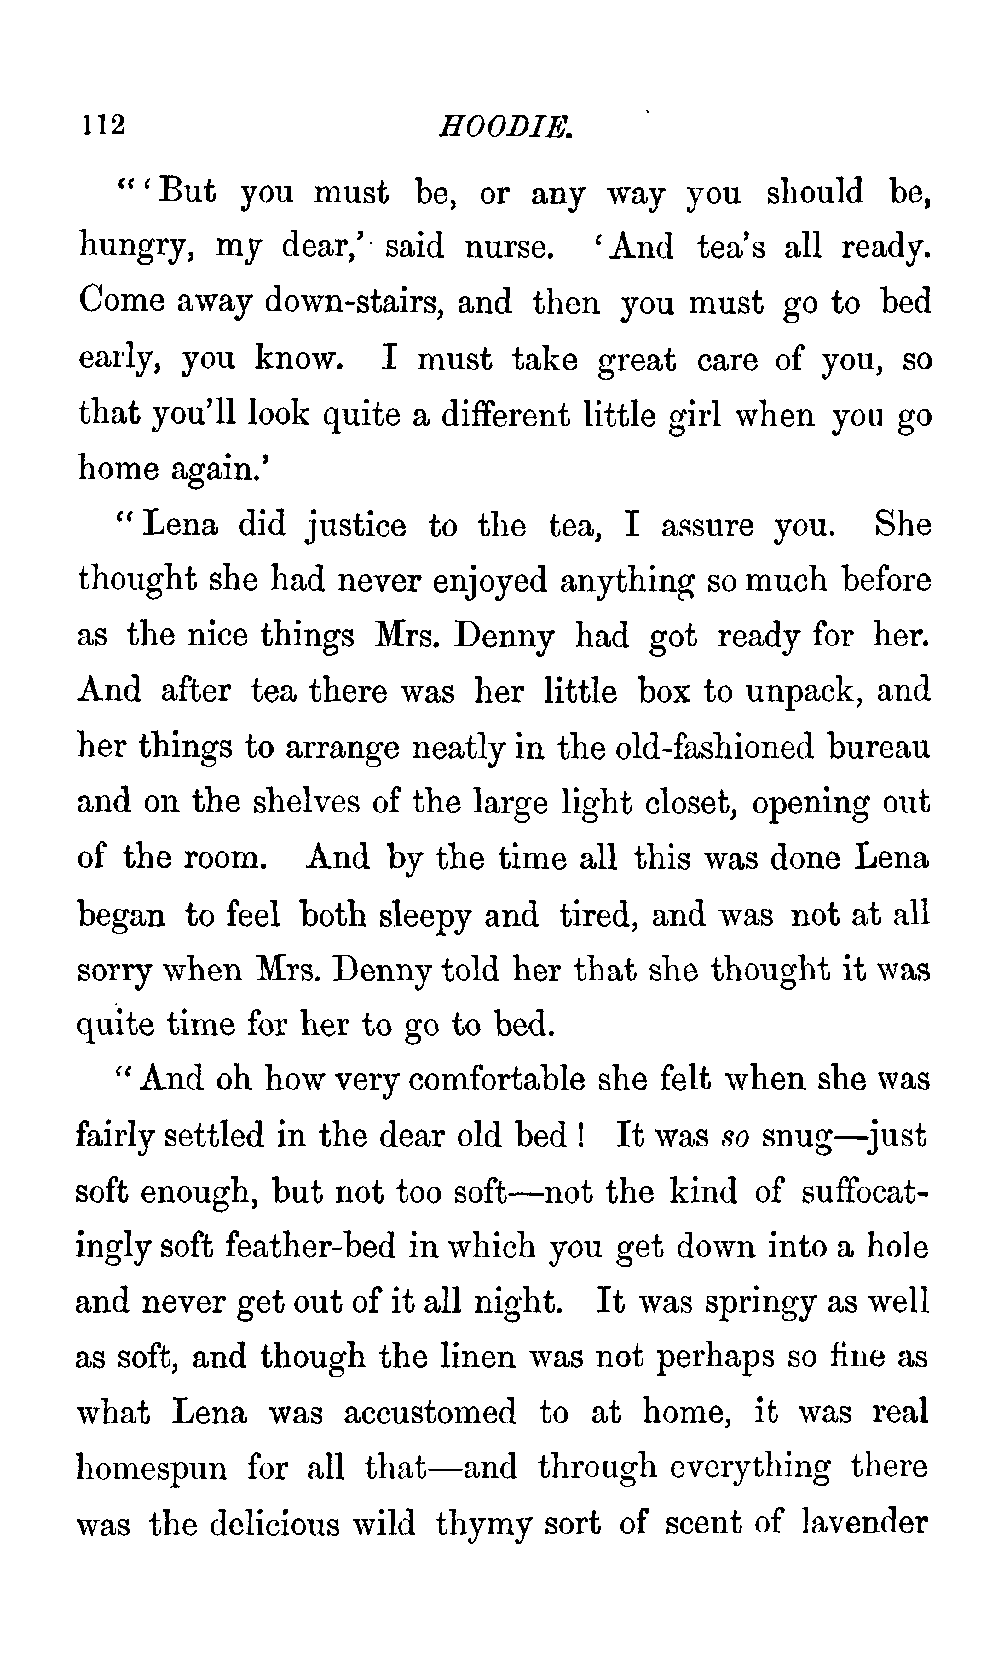 112 HOODIE.
“‘But you must be, or any way you should be,
hungry, my dear,’ said nurse. ‘And tea’s all ready.
Come away down-stairs, and then you must go to bed
early, you know. I must take great care of you, so
that you’ll look quite a different little girl when you go
home again.’
“Lena did justice to the tea, I assure you. She
thought she had never enjoyed anything so much before
as the nice things Mrs. Denny had got ready for her.
And after tea there was her little box to unpack, and
her things to arrange neatly in the old-fashioned bureau
and on the shelves of the large light closet, opening out
of the room. And by the time all this was done Lena
began to feel both sleepy and tired, and was not at all
sorry when Mrs. Denny told her that she thought it was
quite time for her to go to bed.
“And oh how very comfortable she felt when she was
fairly settled in the dear old bed! It was so snug—just
soft enough, but not too soft—not the kind of suffocat-
ingly soft feather-bed in which you get down into a hole
and never get out of it all night. It was springy as well
as soft, and though the linen was not perhaps so fine as
what Lena was accustomed to at home, it was real
homespun for all that—and through everything there
was the delicious wild thymy sort of scent of lavender